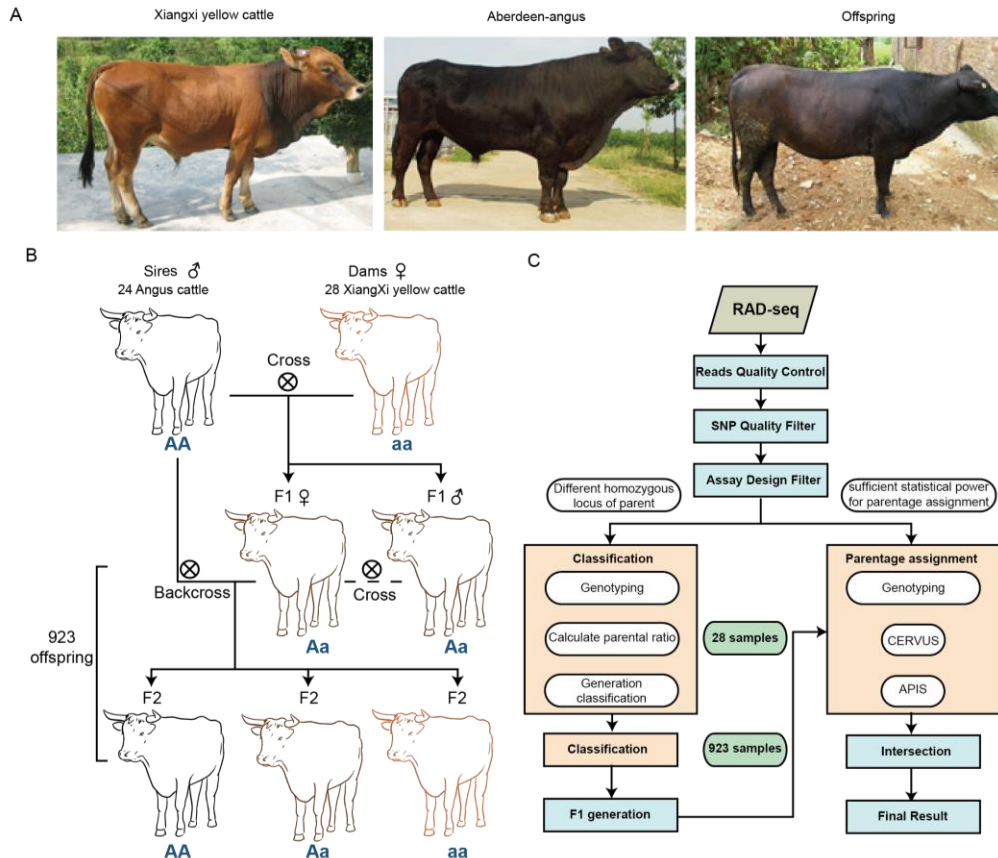 A
Xiangxi yellow cattle
Aberdeen-angus
Offspring
B
Sires ♂
24 Angus cattle
Dams ♀
28 XiangXi yellow cattle
Cross
AA
aa
F1 ♀
F1 ♂
Backcross
Cross
Aa
Aa
923
offspring
F2
F2
F2
AA
Aa
aa
C
RAD-seq
Reads Quality Control
SNP Quality Filter
Assay Design Filter
Different homozygous
locus of parent
sufficient statistical power
for parentage assignment
Classification
Genotyping
Calculate parental ratio
Generation
classification
28 samples
Parentage assignment
Genotyping
CERVUS
APIS
Classification
923 samples
F1 generation
Intersection
Final Result